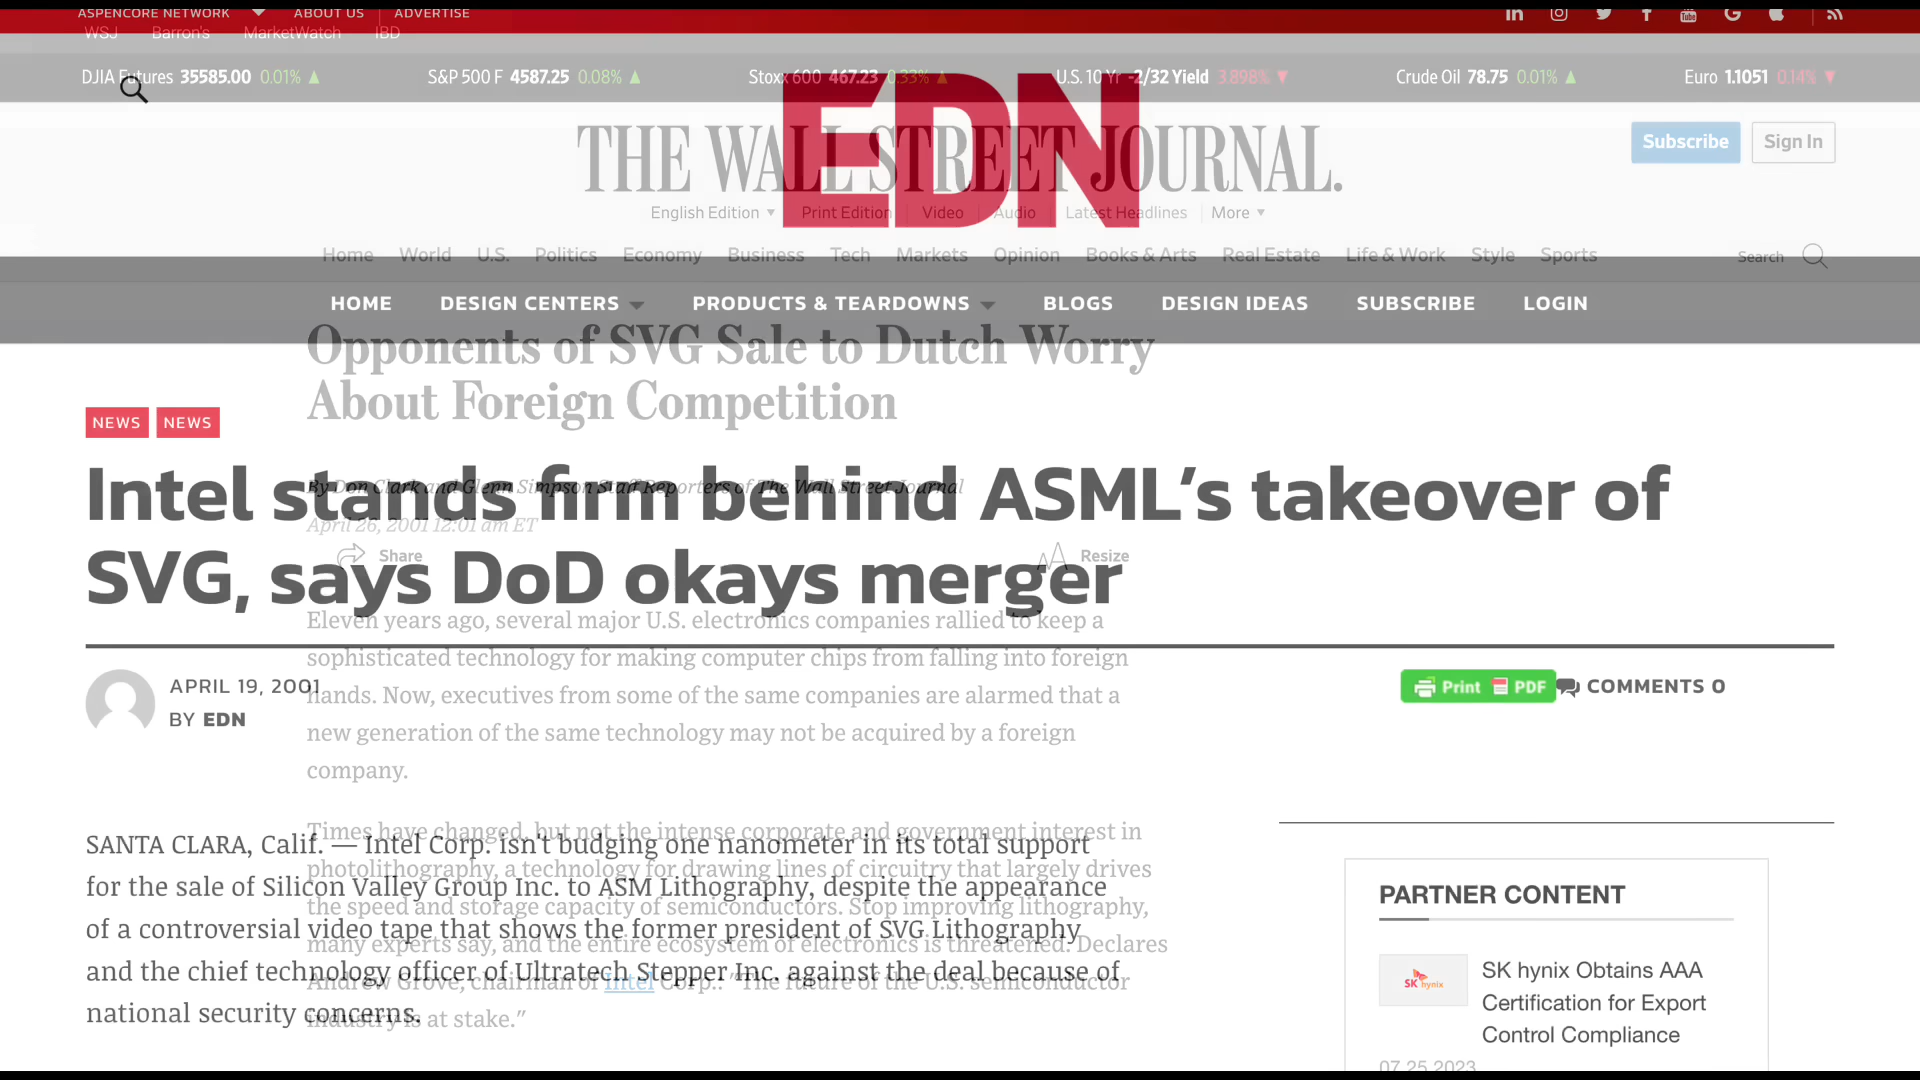 ASPENCORE NETWORK ABOUT US ADVERTISE
WSJ Barron's MarketWatch IBD
DJIA Futures 35585.00 0.01% S&P 500 F 4587.25 0.08% Stoxx 600 467.23 0.33% U.S. 10 Yr -2/32 Yield 3.898% Crude Oil 78.75 0.01% Euro 1.1051 0.14%
EDN
THE WALL STREET JOURNAL.
Subscribe Sign In
English Edition Print Edition Video Audio Latest Headlines More
Home World U.S. Politics Economy Business Tech Markets Opinion Books & Arts Real Estate Life & Work Style Sports Search
HOME DESIGN CENTERS PRODUCTS & TEARDOWNS BLOGS DESIGN IDEAS SUBSCRIBE LOGIN
Opponents of SVG Sale to Dutch Worry
About Foreign Competition
NEWS NEWS
Intel stands firm behind ASML’s takeover of
SVG, says DoD okays merger
By Don Clark and Glenn Simpson Staff Reporters of The Wall Street Journal
April 26, 2001 12:01 am ET
Share Resize
Eleven years ago, several major U.S. electronics companies rallied to keep a
sophisticated technology for making computer chips from falling into foreign
hands. Now, executives from some of the same companies are alarmed that a
new generation of the same technology may not be acquired by a foreign
company.
APRIL 19, 2001
BY EDN
Print PDF COMMENTS 0
Times have changed, but not the intense corporate and government interest in
photolithography, a technology for drawing lines of circuitry that largely drives
the speed and storage capacity of semiconductors. Stop improving lithography,
many experts say, and the entire ecosystem of electronics is threatened. Declares
Andrew Grove, chairman of Intel Corp.: "The future of the U.S. semiconductor
industry is at stake."
SANTA CLARA, Calif. — Intel Corp. isn't budging one nanometer in its total support
for the sale of Silicon Valley Group Inc. to ASM Lithography, despite the appearance
of a controversial video tape that shows the former president of SVG Lithography
and the chief technology officer of Ultratech Stepper Inc. against the deal because of
national security concerns.
PARTNER CONTENT
SK hynix
SK hynix Obtains AAA
Certification for Export
Control Compliance
07.25.2023